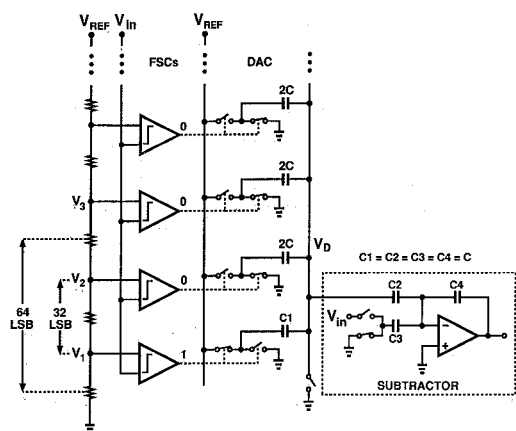 VREF Vin VREF
FSCs DAC
2C
0
2C
V3 0
VD
2C
C1 = C2 = C3 = C4 = C
64 LSB
32 LSB
V2 0
C2 C4
Vin
C1
C3
V1 1
SUBTRACTOR